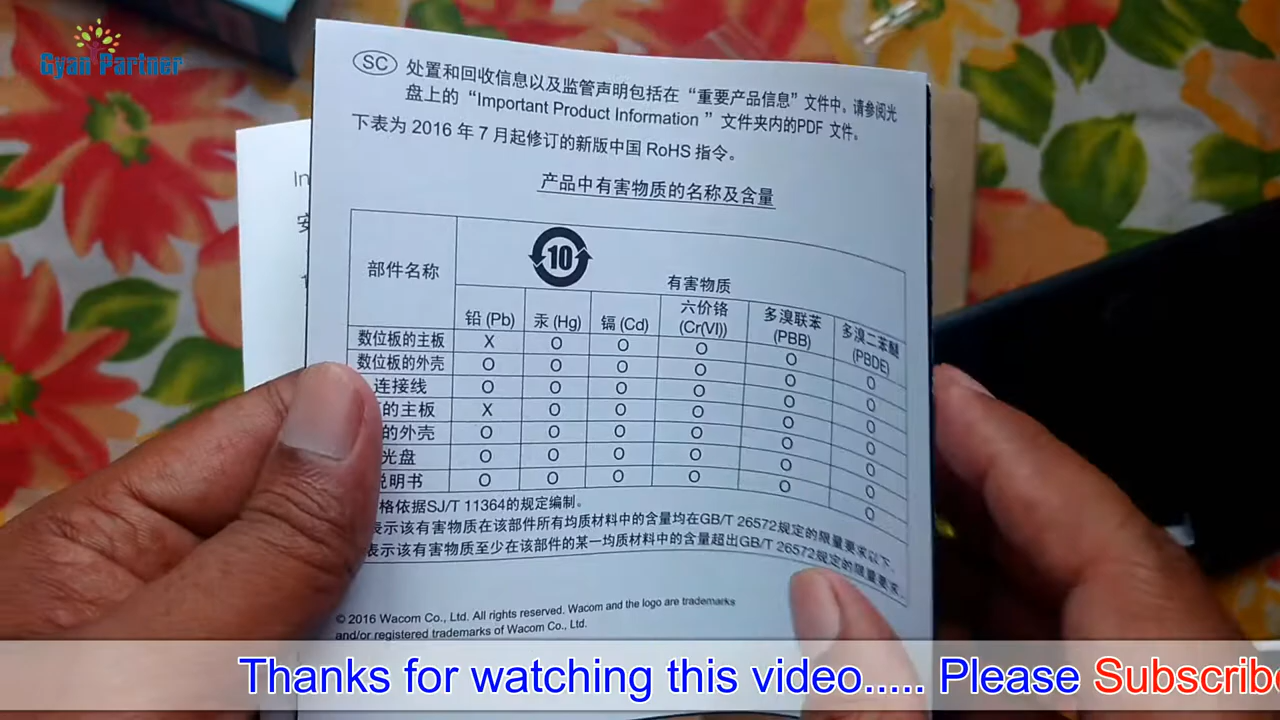 Gyan Partner
SC 处置和回收信息以及监管声明包括在“重要产品信息”文件中。请参阅光
盘上的“Important Product Information ”文件夹内的PDF 文件。
下表为 2016 年 7 月起修订的新版中国 RoHS 指令。
产品中有害物质的名称及含量
In
安
部件名称 10 有害物质
铅 (Pb) 汞 (Hg) 镉 (Cd) 六价铬 (Cr(VI)) 多溴联苯 (PBB) 多溴二苯醚 (PBDE)
数位板的主板 X O O O O O
数位板的外壳 O O O O O O
连接线 O O O O O O
的主板 X O O O O O
的外壳 O O O O O O
光盘 O O O O O O
说明书 O O O O O O
格依据SJ/T 11364的规定编制。
表示该有害物质在该部件所有均质材料中的含量均在GB/T 26572规定的限量要求以下.
表示该有害物质至少在该部件的某一均质材料中的含量超出GB/T 26572规定的限量要求.
© 2016 Wacom Co., Ltd. All rights reserved. Wacom and the logo are trademarks
and/or registered trademarks of Wacom Co., Ltd.
Thanks for watching this video..... Please Subscribe